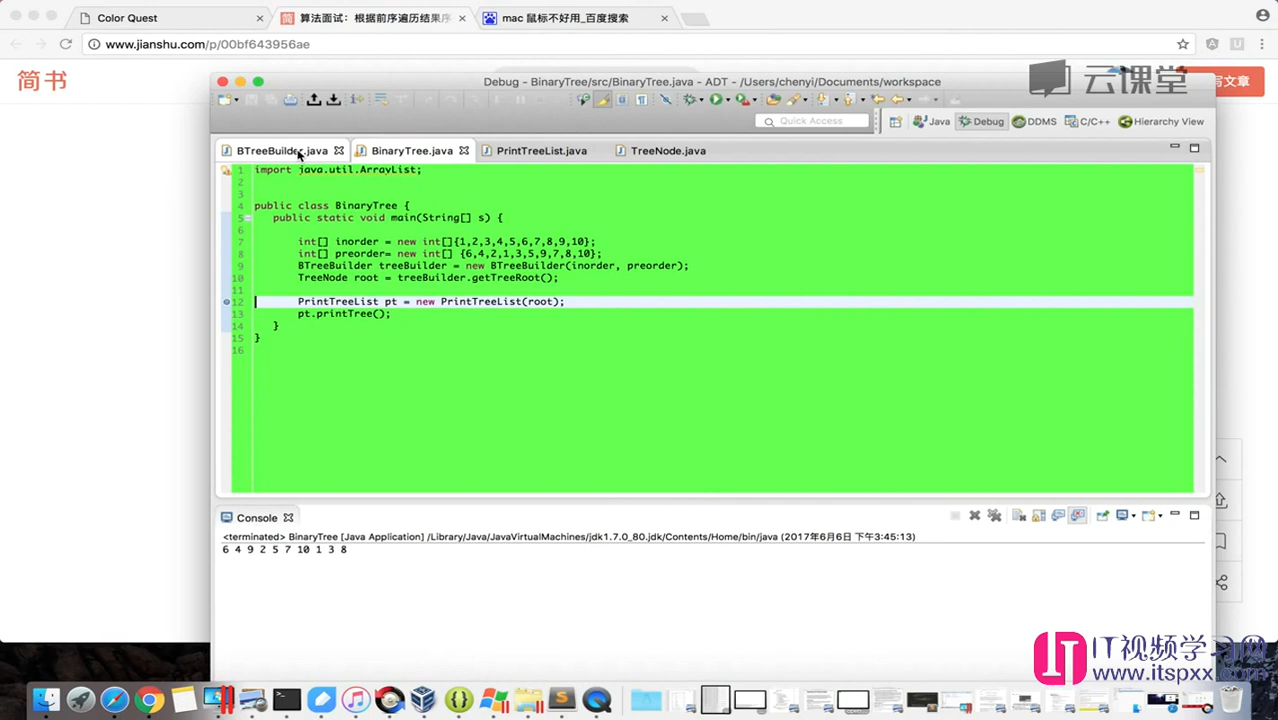 Color Quest
算法面试：根据前序遍历结果序
mac 鼠标不好用_百度搜索
www.jianshu.com/p/00bf643956ae
简书
写文章
云课堂
Debug - BinaryTree/src/BinaryTree.java - ADT - /Users/chenyi/Documents/workspace
Quick Access
Java
Debug
DDMS
C/C++
Hierarchy View
BTreeBuilder.java
BinaryTree.java
PrintTreeList.java
TreeNode.java
1 import java.util.ArrayList;
2
3
4 public class BinaryTree {
5 public static void main(String[] s) {
6
7 int[] inorder = new int[]{1,2,3,4,5,6,7,8,9,10};
8 int[] preorder= new int[] {6,4,2,1,3,5,9,7,8,10};
9 BTreeBuilder treeBuilder = new BTreeBuilder(inorder, preorder);
10 TreeNode root = treeBuilder.getTreeRoot();
11
12 PrintTreeList pt = new PrintTreeList(root);
13 pt.printTree();
14 }
15 }
16
Console
<terminated> BinaryTree [Java Application] /Library/Java/JavaVirtualMachines/jdk1.7.0_80.jdk/Contents/Home/bin/java (2017年6月6日 下午3:45:13)
6 4 9 2 5 7 10 1 3 8
IT视频学习网
www.itspxx.com